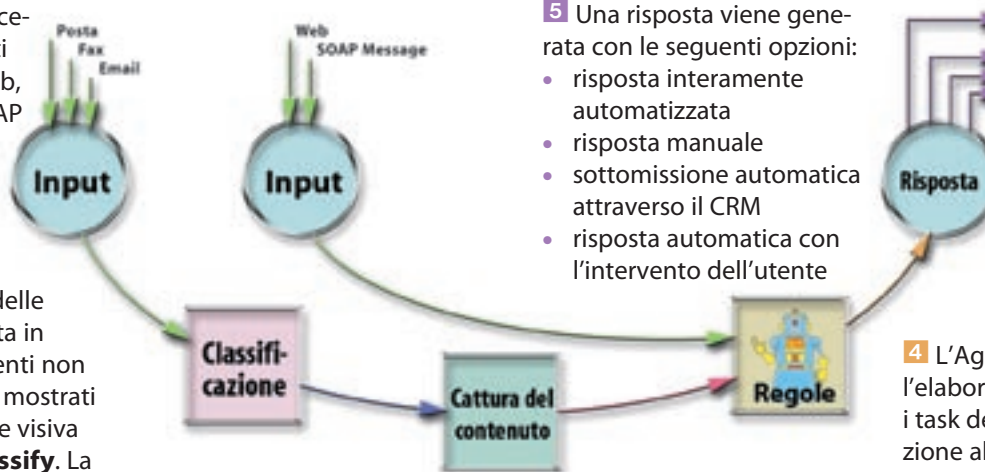 Posta
Fax
Email
Web
SOAP Message
Input
Input
5 Una risposta viene gene-
rata con le seguenti opzioni:
• risposta interamente
automatizzata
• risposta manuale
• sottomissione automatica
attraverso il CRM
• risposta automatica con
l'intervento dell'utente
Risposta
delle
ta in
enti non
mostrati
e visiva
ssify. La
Classifi-
cazione
Cattura del
contenuto
Regole
4 L'Ag
l'elabor
i task de
zione al